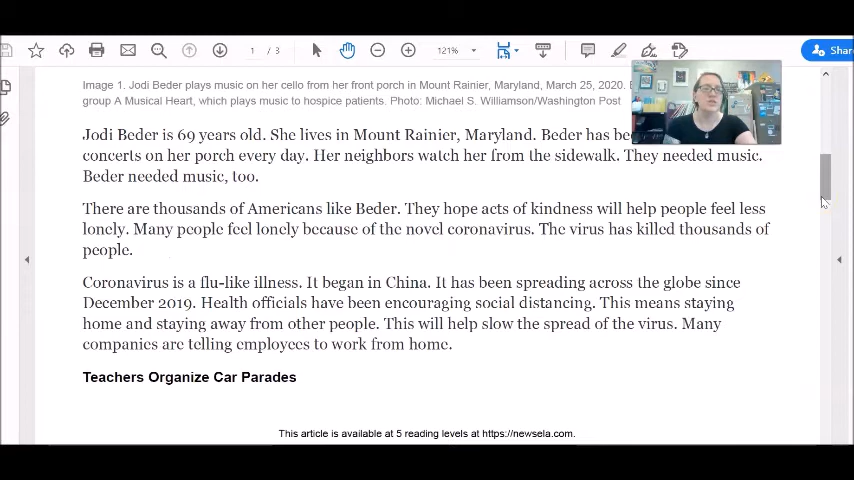 1 / 3
121%
Share
Image 1. Jodi Beder plays music on her cello from her front porch in Mount Rainier, Maryland, March 25, 2020.
group A Musical Heart, which plays music to hospice patients. Photo: Michael S. Williamson/Washington Post
Jodi Beder is 69 years old. She lives in Mount Rainier, Maryland. Beder has
concerts on her porch every day. Her neighbors watch her from the sidewalk. They needed music.
Beder needed music, too.
There are thousands of Americans like Beder. They hope acts of kindness will help people feel less
lonely. Many people feel lonely because of the novel coronavirus. The virus has killed thousands of
people.
Coronavirus is a flu-like illness. It began in China. It has been spreading across the globe since
December 2019. Health officials have been encouraging social distancing. This means staying
home and staying away from other people. This will help slow the spread of the virus. Many
companies are telling employees to work from home.
Teachers Organize Car Parades
This article is available at 5 reading levels at https://newsela.com.